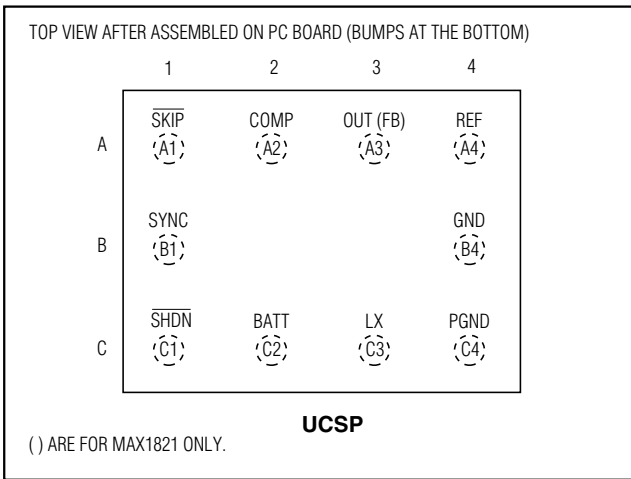 TOP VIEW AFTER ASSEMBLED ON PC BOARD (BUMPS AT THE BOTTOM)
1 2 3 4
A
SKIP COMP OUT (FB) REF
A1 A2 A3 A4
B
SYNC GND
B1 B4
C
SHDN BATT LX PGND
C1 C2 C3 C4
UCSP
( ) ARE FOR MAX1821 ONLY.